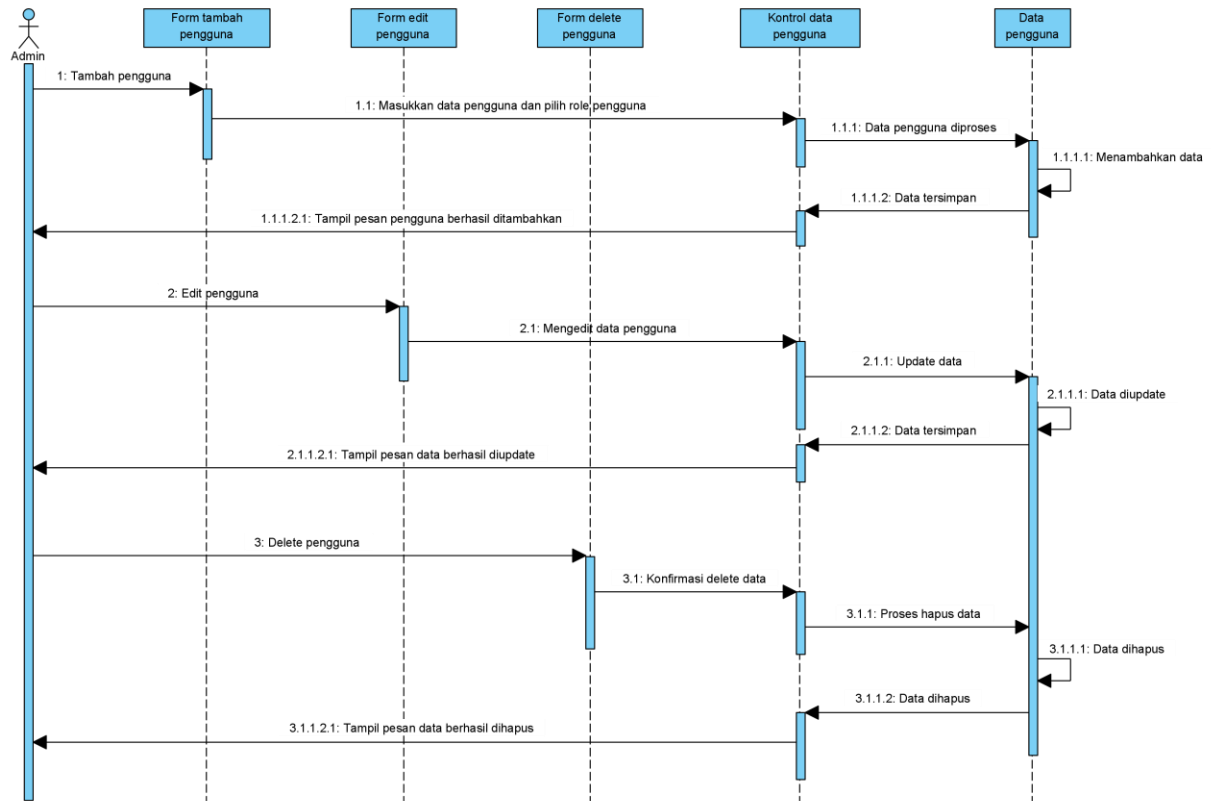 Form tambah
pengguna
Form edit
pengguna
Form delete
pengguna
Kontrol data
pengguna
Data
pengguna
Admin
1: Tambah pengguna
1.1: Masukkan data pengguna dan pilih role pengguna
1.1.1: Data pengguna diproses
1.1.1.1: Menambahkan data
1.1.1.2: Data tersimpan
1.1.1.2.1: Tampil pesan pengguna berhasil ditambahkan
2: Edit pengguna
2.1: Mengedit data pengguna
2.1.1: Update data
2.1.1.1: Data diupdate
2.1.1.2: Data tersimpan
2.1.1.2.1: Tampil pesan data berhasil diupdate
3: Delete pengguna
3.1: Konfirmasi delete data
3.1.1: Proses hapus data
3.1.1.1: Data dihapus
3.1.1.2: Data dihapus
3.1.1.2.1: Tampil pesan data berhasil dihapus